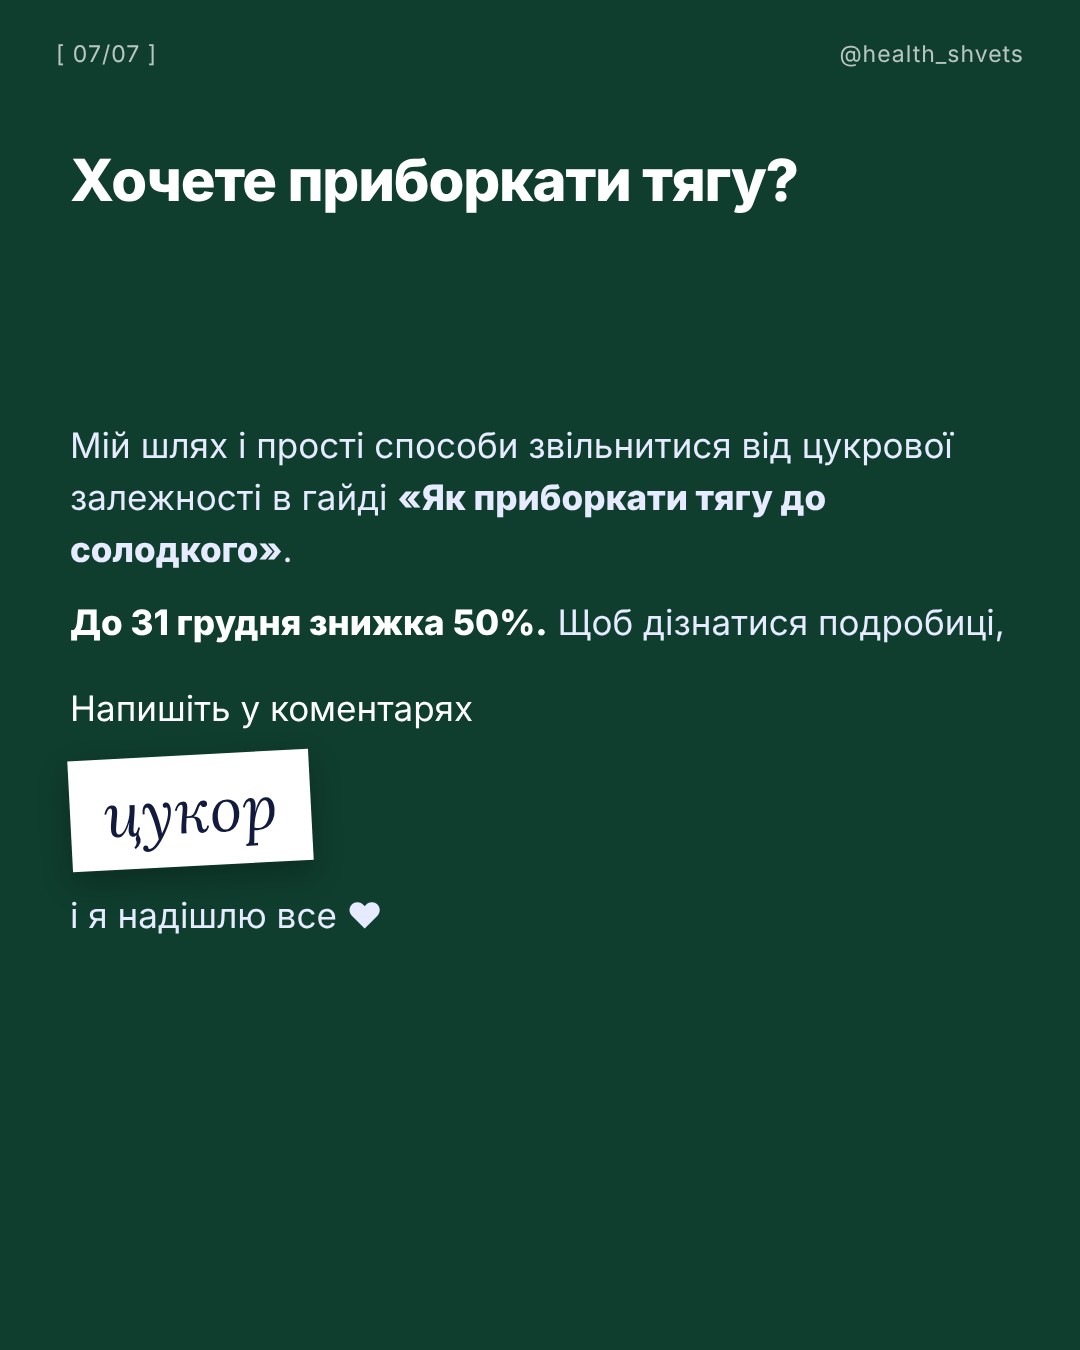 [ 07/07 ]
@health_shvets
Хочете приборкати тягу?
Мій шлях і прості способи звільнитися від цукрової
залежності в гайді «Як приборкати тягу до
солодкого».
До 31 грудня знижка 50%. Щоб дізнатися подробиці,
Напишіть у коментарях
цукор
і я надішлю все ♥